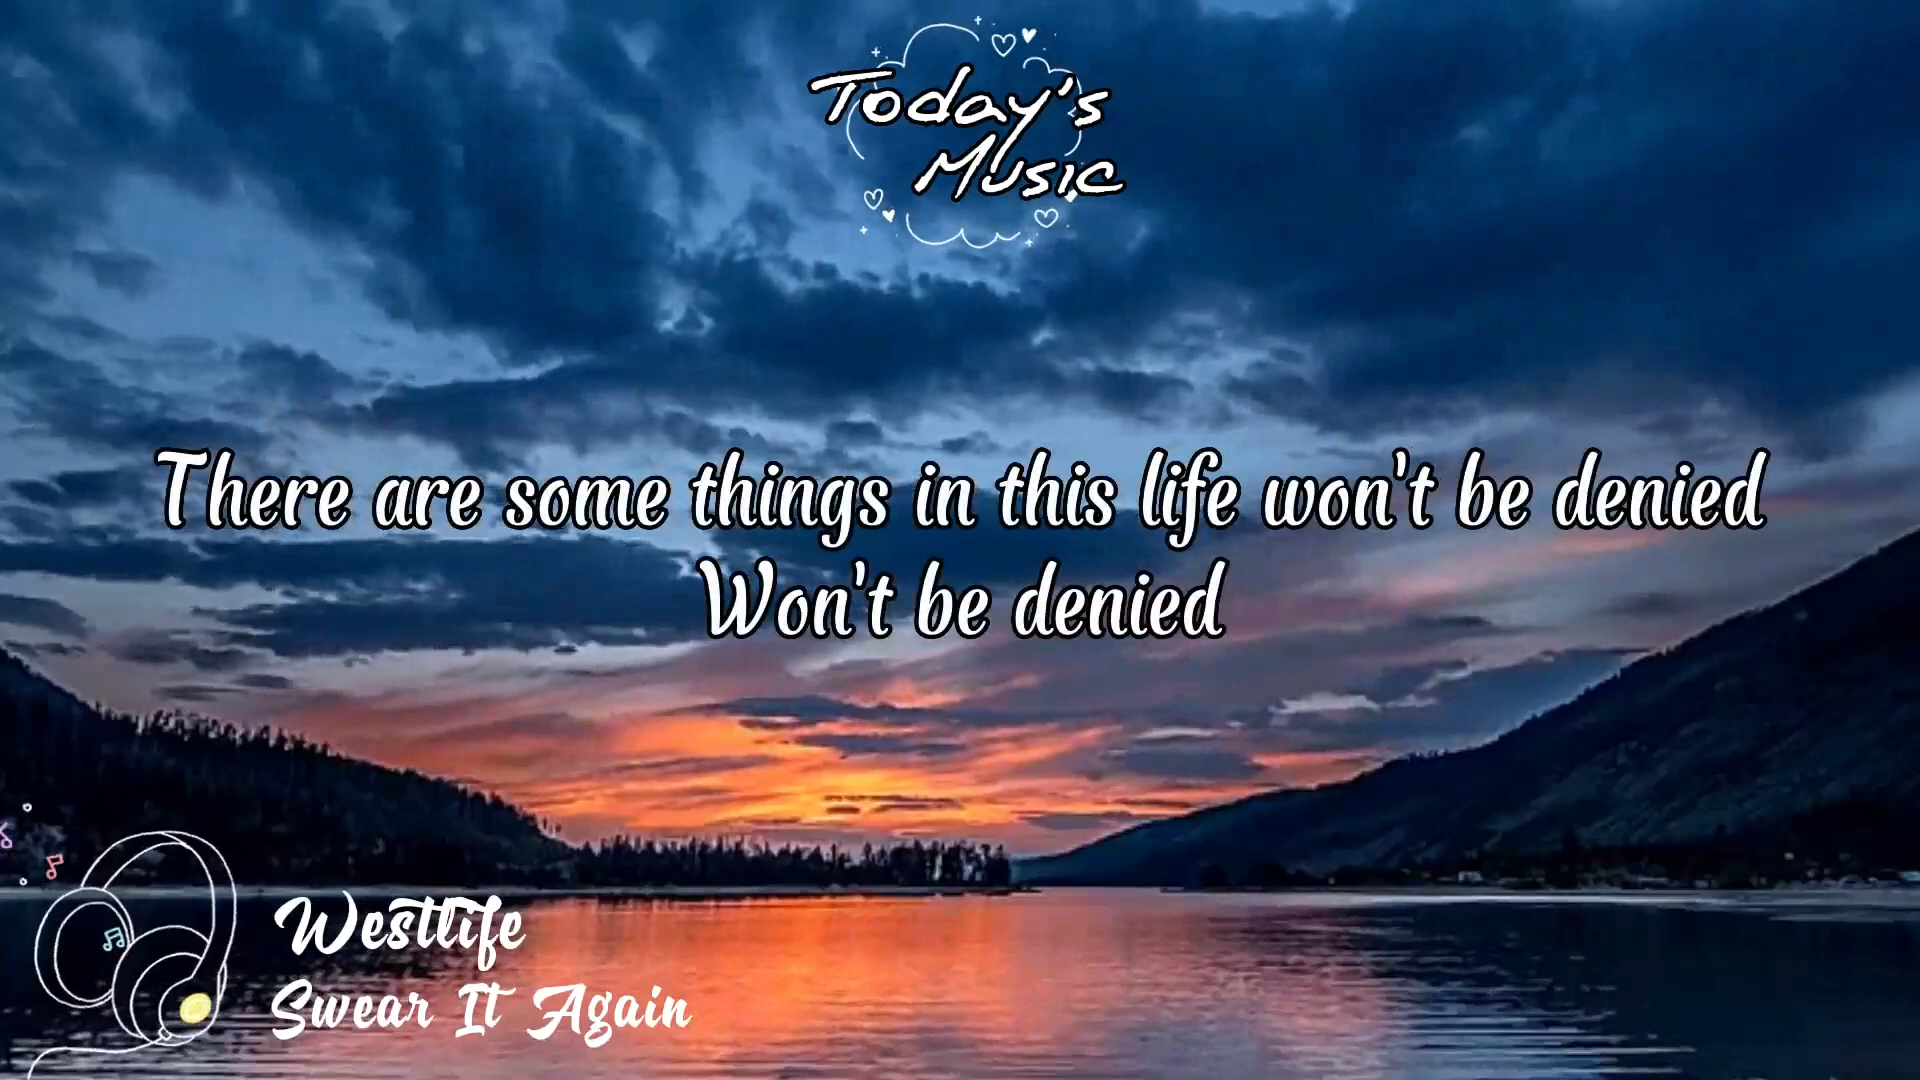 Today's
Music
There are some things in this life won't be denied
Won't be denied
Westlife
Swear It Again